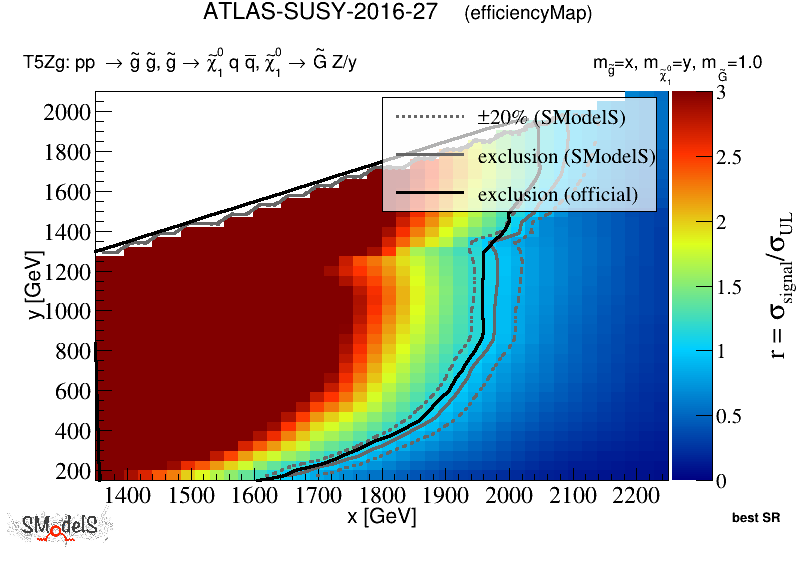 ATLAS-SUSY-2016-27 (efficiencyMap)
T5Zg: pp → g̃ g̃, g̃ → χ̃₁⁰ q q̅, χ̃₁⁰ → G̃ Z/y
m_g̃=x, m_χ̃₁⁰=y, m_G̃=1.0
±20% (SModelS)
exclusion (SModelS)
exclusion (official)
y [GeV]
2000
1800
1600
1400
1200
1000
800
600
400
200
1400 1500 1600 1700 1800 1900 2000 2100 2200
x [GeV]
3
2.5
2
1.5
1
0.5
0
r = σ_signal/σ_UL
SModelS
best SR